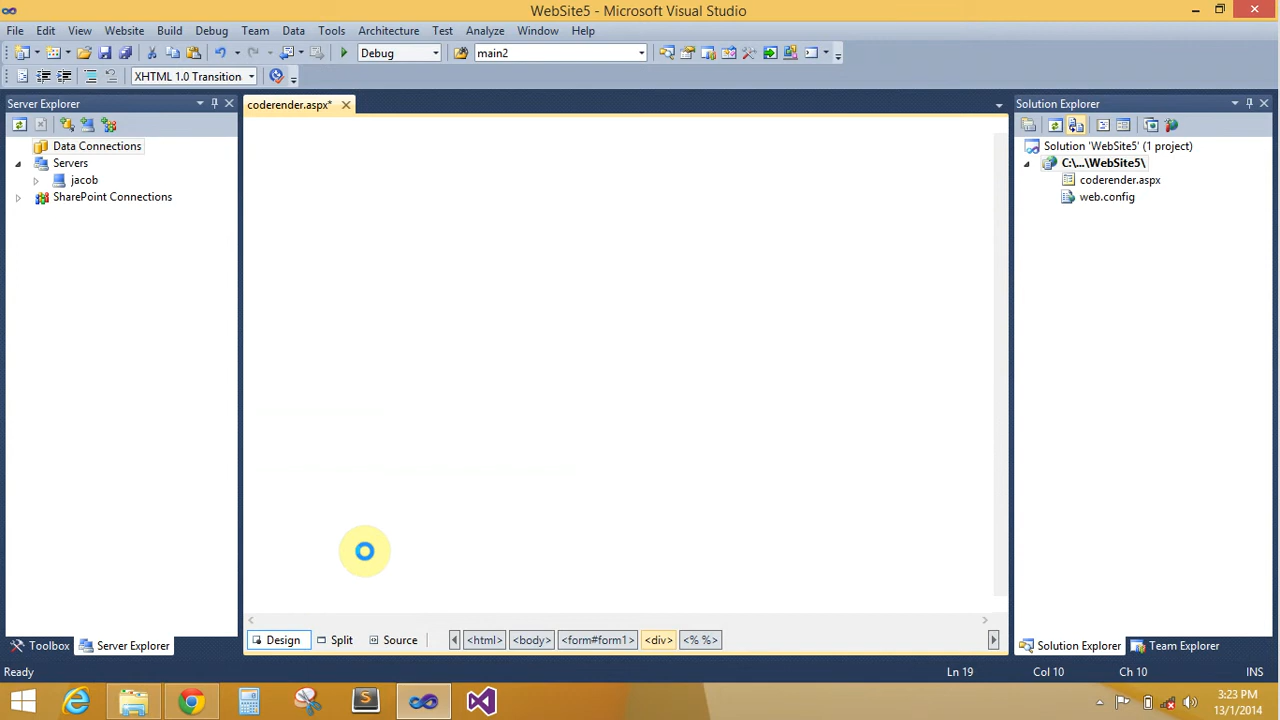 WebSite5 - Microsoft Visual Studio
File Edit View Website Build Debug Team Data Tools Architecture Test Analyze Window Help
Debug main2
XHTML 1.0 Transition
Server Explorer
coderender.aspx*
Solution Explorer
Data Connections
Servers
jacob
SharePoint Connections
Solution 'WebSite5' (1 project)
C:\...\WebSite5\
coderender.aspx
web.config
Design Split Source <html> <body> <form#form1> <div> <% %>
Toolbox Server Explorer
Solution Explorer Team Explorer
Ready Ln 19 Col 10 Ch 10 INS
3:23 PM
13/1/2014